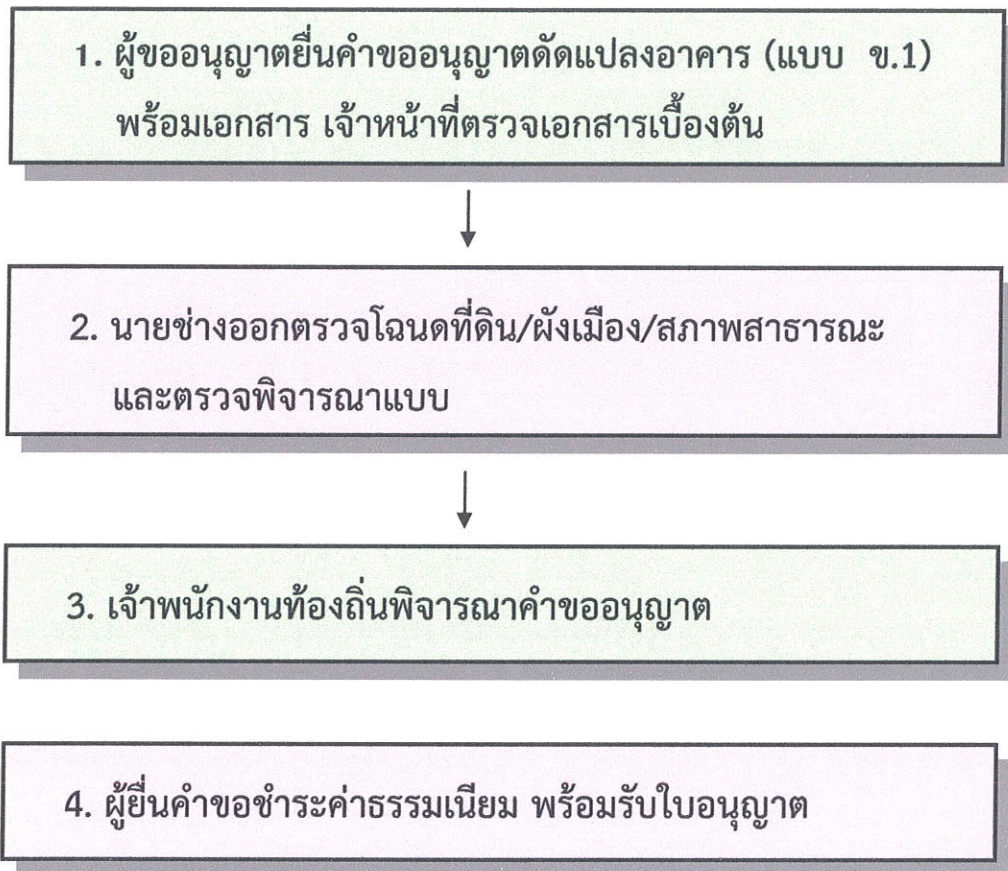 1. ผู้ขออนุญาตยื่นคำขออนุญาตดัดแปลงอาคาร (แบบ ข.1)
พร้อมเอกสาร เจ้าหน้าที่ตรวจเอกสารเบื้องต้น
2. นายช่างออกตรวจโฉนดที่ดิน/ผังเมือง/สภาพสาธารณะ
และตรวจพิจารณาแบบ
3. เจ้าพนักงานท้องถิ่นพิจารณาคำขออนุญาต
4. ผู้ยื่นคำขอชำระค่าธรรมเนียม พร้อมรับใบอนุญาต